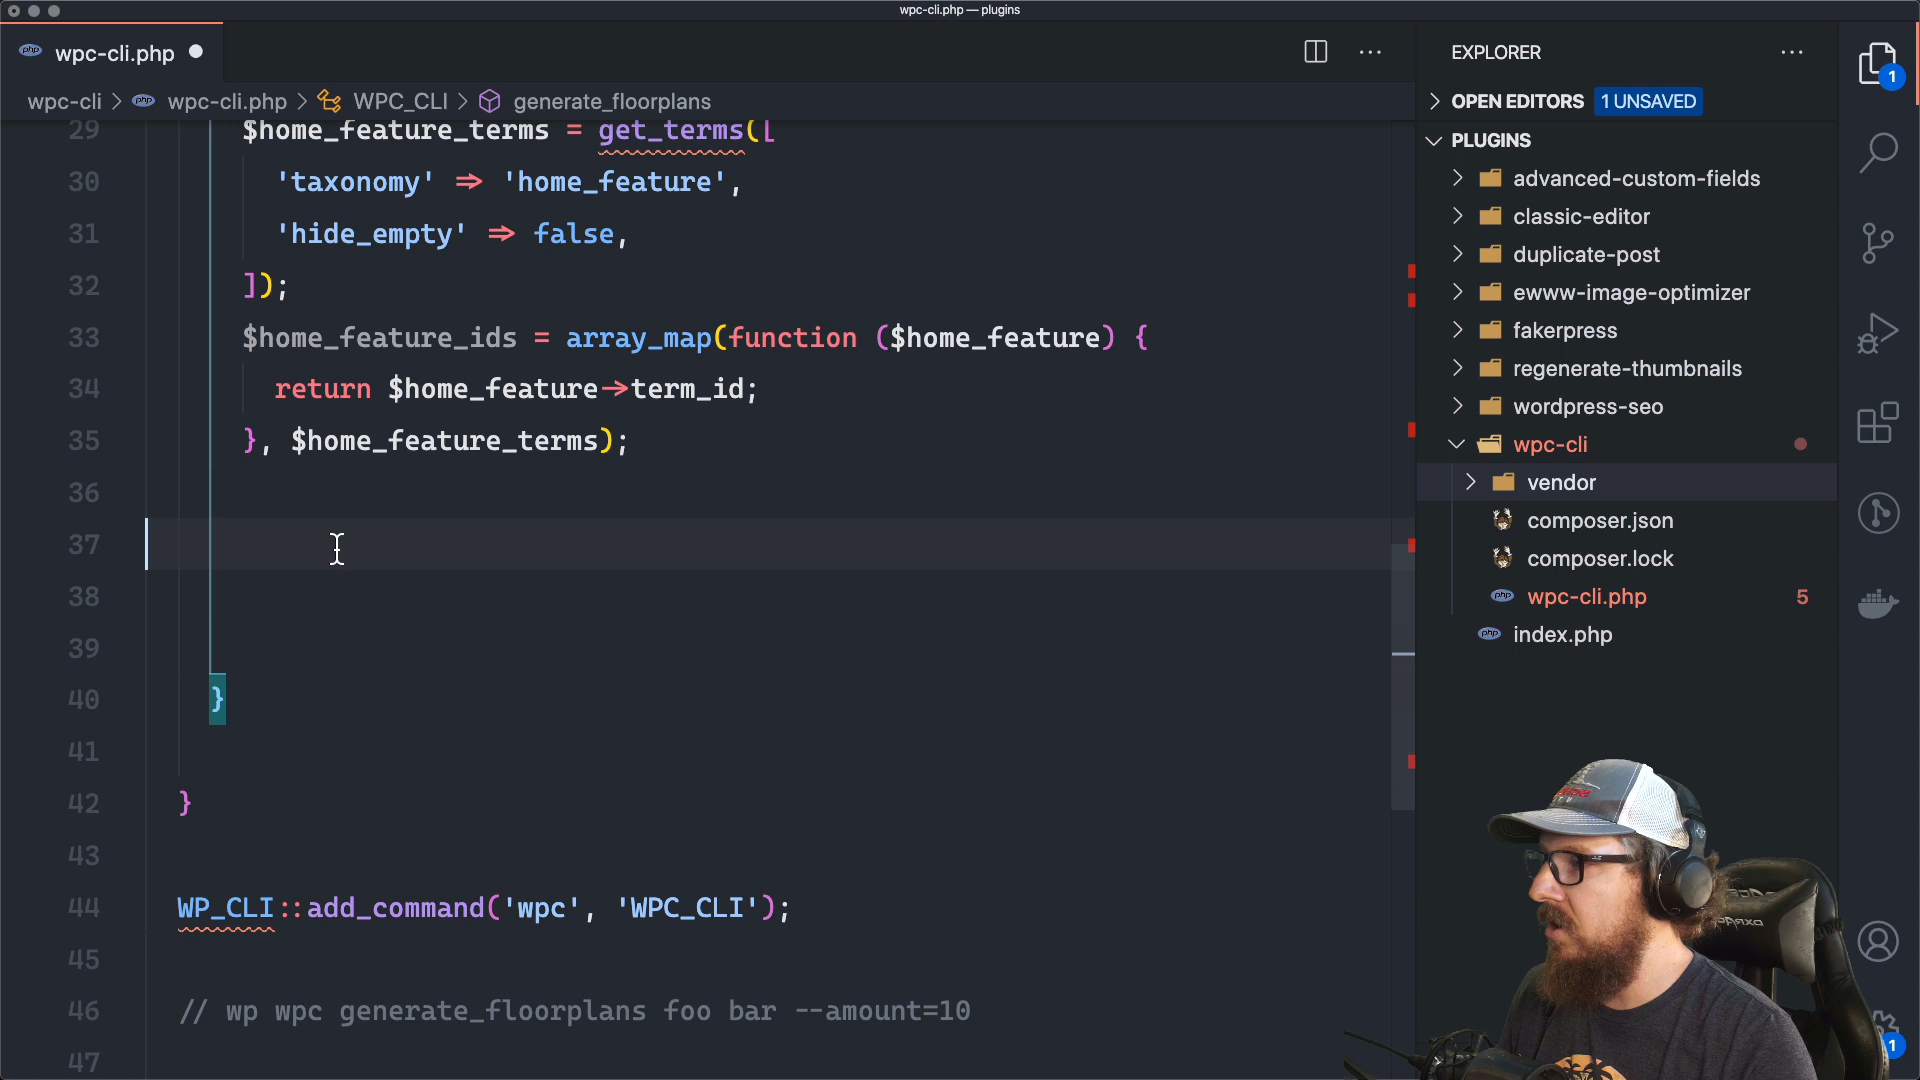 wpc-cli.php — plugins
wpc-cli.php
wpc-cli > wpc-cli.php > WPC_CLI > generate_floorplans
29 $home_feature_terms = get_terms([
30 'taxonomy' => 'home_feature',
31 'hide_empty' => false,
32 ]);
33 $home_feature_ids = array_map(function ($home_feature) {
34 return $home_feature->term_id;
35 }, $home_feature_terms);
36
37
38
39
40 }
41
42 }
43
44 WP_CLI::add_command('wpc', 'WPC_CLI');
45
46 // wp wpc generate_floorplans foo bar --amount=10
47
EXPLORER
OPEN EDITORS 1 UNSAVED
PLUGINS
advanced-custom-fields
classic-editor
duplicate-post
ewww-image-optimizer
fakerpress
regenerate-thumbnails
wordpress-seo
wpc-cli
vendor
composer.json
composer.lock
wpc-cli.php 5
index.php
1
1